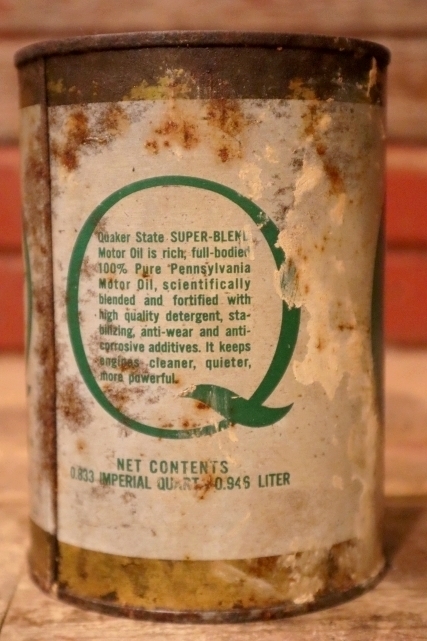 Quaker State SUPER-BLEND
Motor Oil is rich, full-bodied
100% Pure Pennsylvania
Motor Oil, scientifically
blended and fortified with
high quality detergent, sta-
bilizing, anti-wear and anti-
corrosive additives. It keeps
engines cleaner, quieter,
more powerful.
NET CONTENTS
0.833 IMPERIAL QUART 0.946 LITER